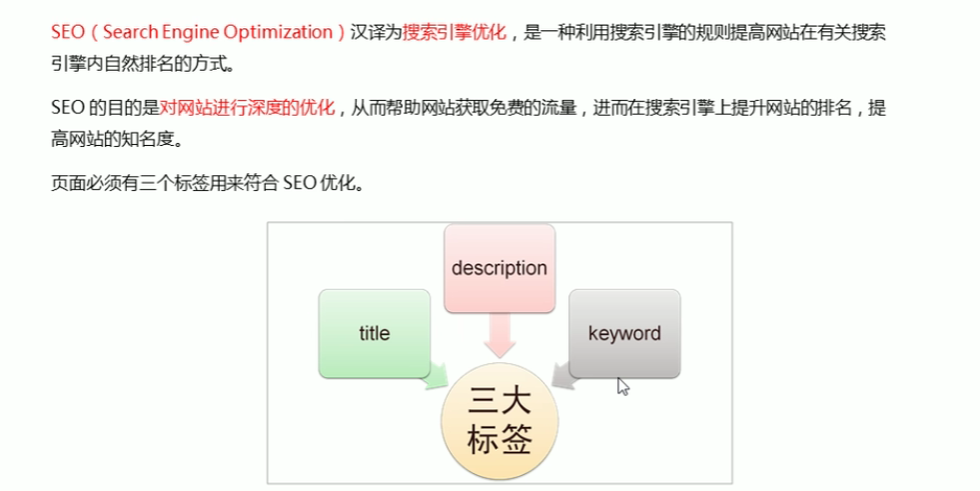 SEO（Search Engine Optimization）汉译为搜索引擎优化，是一种利用搜索引擎的规则提高网站在有关搜索
引擎内自然排名的方式。
SEO 的目的是对网站进行深度的优化，从而帮助网站获取免费的流量，进而在搜索引擎上提升网站的排名，提
高网站的知名度。
页面必须有三个标签用来符合 SEO 优化。
description
title
keyword
三大
标签